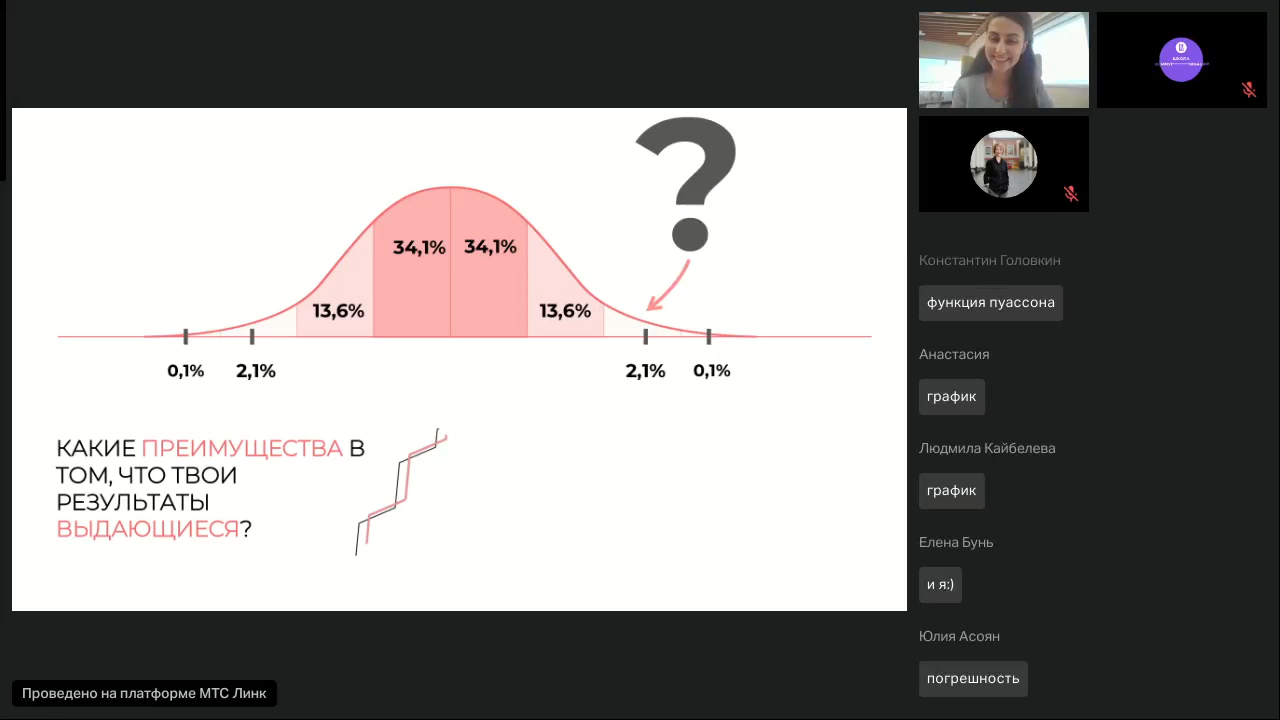 ?
34,1% 34,1%
13,6% 13,6%
0,1% 2,1% 2,1% 0,1%
КАКИЕ ПРЕИМУЩЕСТВА В
ТОМ, ЧТО ТВОИ
РЕЗУЛЬТАТЫ
ВЫДАЮЩИЕСЯ?
Проведено на платформе МТС Линк
ШКОЛА
Константин Головкин
функция пуассона
Анастасия
график
Людмила Кайбелева
график
Елена Бунь
и я:)
Юлия Асоян
погрешность